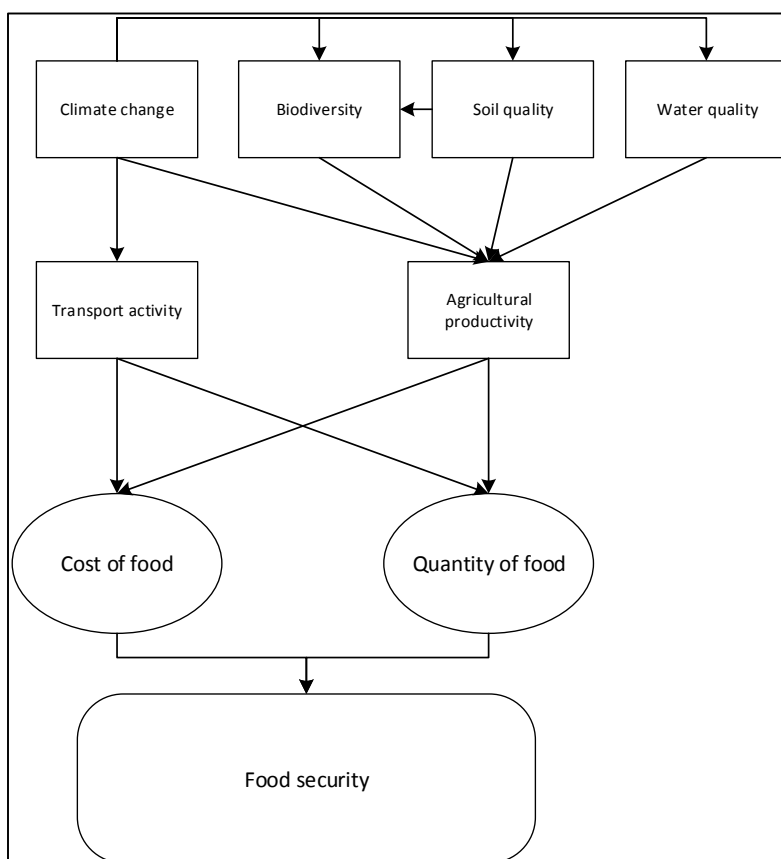 Climate change
Biodiversity
Soil quality
Water quality
Transport activity
Agricultural
productivity
Cost of food
Quantity of food
Food security